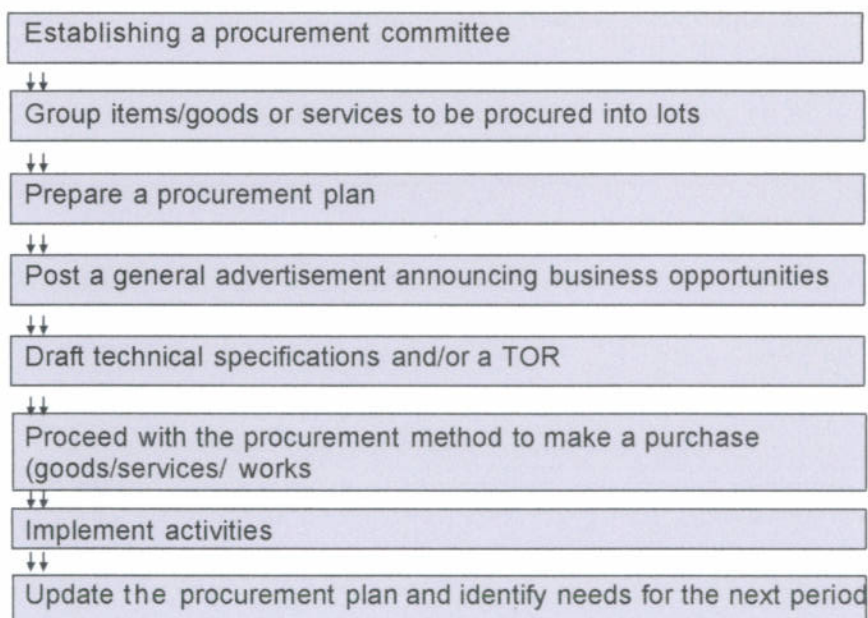 Establishing a procurement committee
Group items/goods or services to be procured into lots
Prepare a procurement plan
Post a general advertisement announcing business opportunities
Draft technical specifications and/or a TOR
Proceed with the procurement method to make a purchase
(goods/services/ works
Implement activities
Update the procurement plan and identify needs for the next period